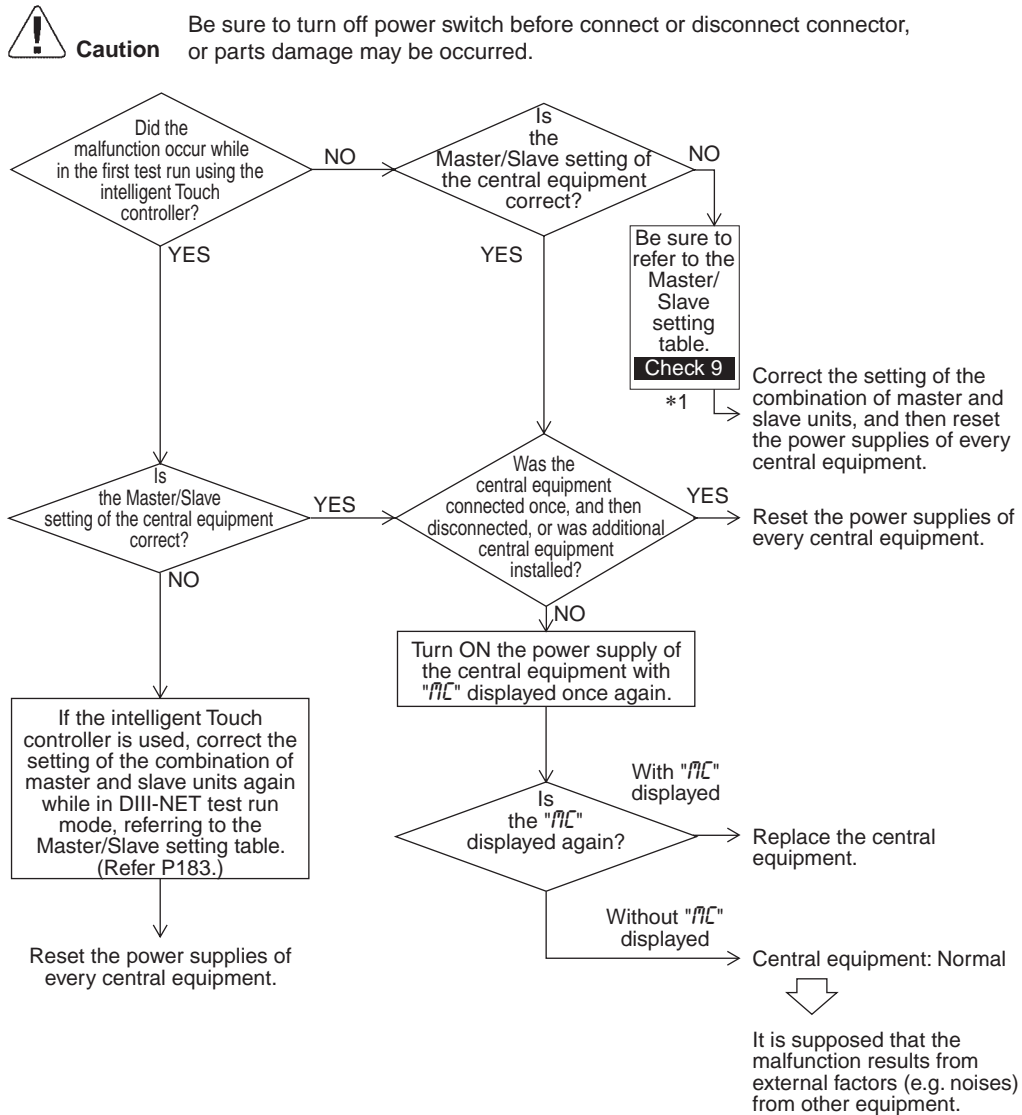 Caution
Be sure to turn off power switch before connect or disconnect connector,
or parts damage may be occurred.
Did the
malfunction occur while
in the first test run using the
intelligent Touch
controller?
NO
Is
the
Master/Slave setting of
the central equipment
correct?
NO
YES
YES
Be sure to
refer to the
Master/
Slave
setting
table.
Check 9
*1
Correct the setting of the
combination of master and
slave units, and then reset
the power supplies of every
central equipment.
Is
the Master/Slave
setting of the central equipment
correct?
YES
Was the
central equipment
connected once, and then
disconnected, or was additional
central equipment
installed?
YES
Reset the power supplies of
every central equipment.
NO
NO
Turn ON the power supply of
the central equipment with
"MC" displayed once again.
If the intelligent Touch
controller is used, correct the
setting of the combination of
master and slave units again
while in DIII-NET test run
mode, referring to the
Master/Slave setting table.
(Refer P183.)
Reset the power supplies of
every central equipment.
Is
the "MC"
displayed again?
With "MC"
displayed
Replace the central
equipment.
Without "MC"
displayed
Central equipment: Normal
It is supposed that the
malfunction results from
external factors (e.g. noises)
from other equipment.